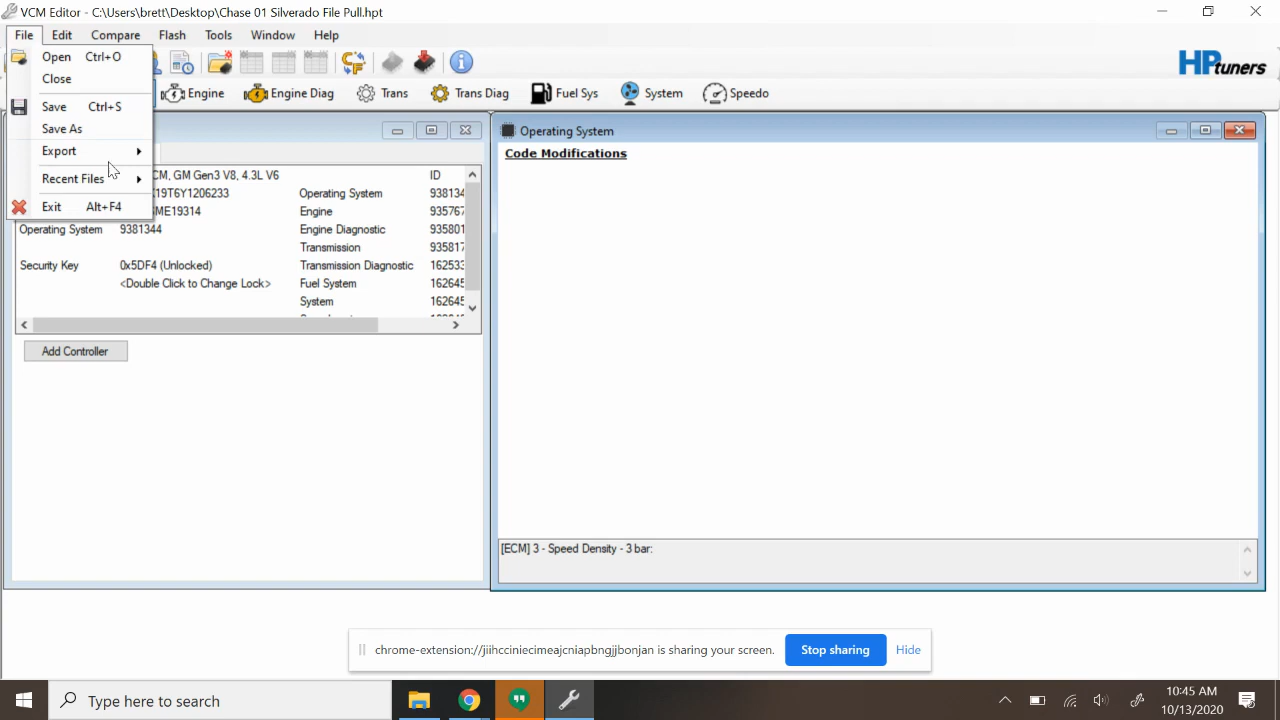 VCM Editor - C:\Users\brett\Desktop\Chase 01 Silverado File Pull.hpt
File Edit Compare Flash Tools Window Help
Open Ctrl+O
Close
Save Ctrl+S
Save As
Export
Recent Files
Exit Alt+F4
HPtuners
Engine Engine Diag Trans Trans Diag Fuel Sys System Speedo
CM, GM Gen3 V8, 4.3L V6 ID
19T6Y1206233 Operating System 938134
ME19314 Engine 935767
Operating System 9381344 Engine Diagnostic 935801
Transmission 935817
Security Key 0x5DF4 (Unlocked) Transmission Diagnostic 162533
<Double Click to Change Lock> Fuel System 162645
System 162645
Add Controller
Operating System
Code Modifications
[ECM] 3 - Speed Density - 3 bar:
chrome-extension://jiihcciniecimeajcniapbngjjbonjan is sharing your screen. Stop sharing Hide
Type here to search
10:45 AM
10/13/2020